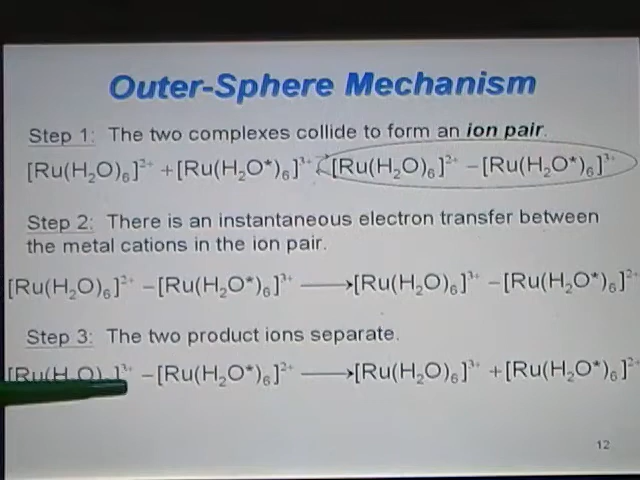 Outer-Sphere Mechanism
Step 1: The two complexes collide to form an ion pair.
[Ru(H₂O)₆]²⁺ + [Ru(H₂O*)₆]³⁺ [Ru(H₂O)₆]²⁺ – [Ru(H₂O*)₆]³⁺
Step 2: There is an instantaneous electron transfer between
the metal cations in the ion pair.
[Ru(H₂O)₆]²⁺ – [Ru(H₂O*)₆]³⁺ ⟶ [Ru(H₂O)₆]³⁺ – [Ru(H₂O*)₆]²⁺
Step 3: The two product ions separate.
[Ru(H₂O)₆]³⁺ – [Ru(H₂O*)₆]²⁺ ⟶ [Ru(H₂O)₆]³⁺ + [Ru(H₂O*)₆]²⁺
12